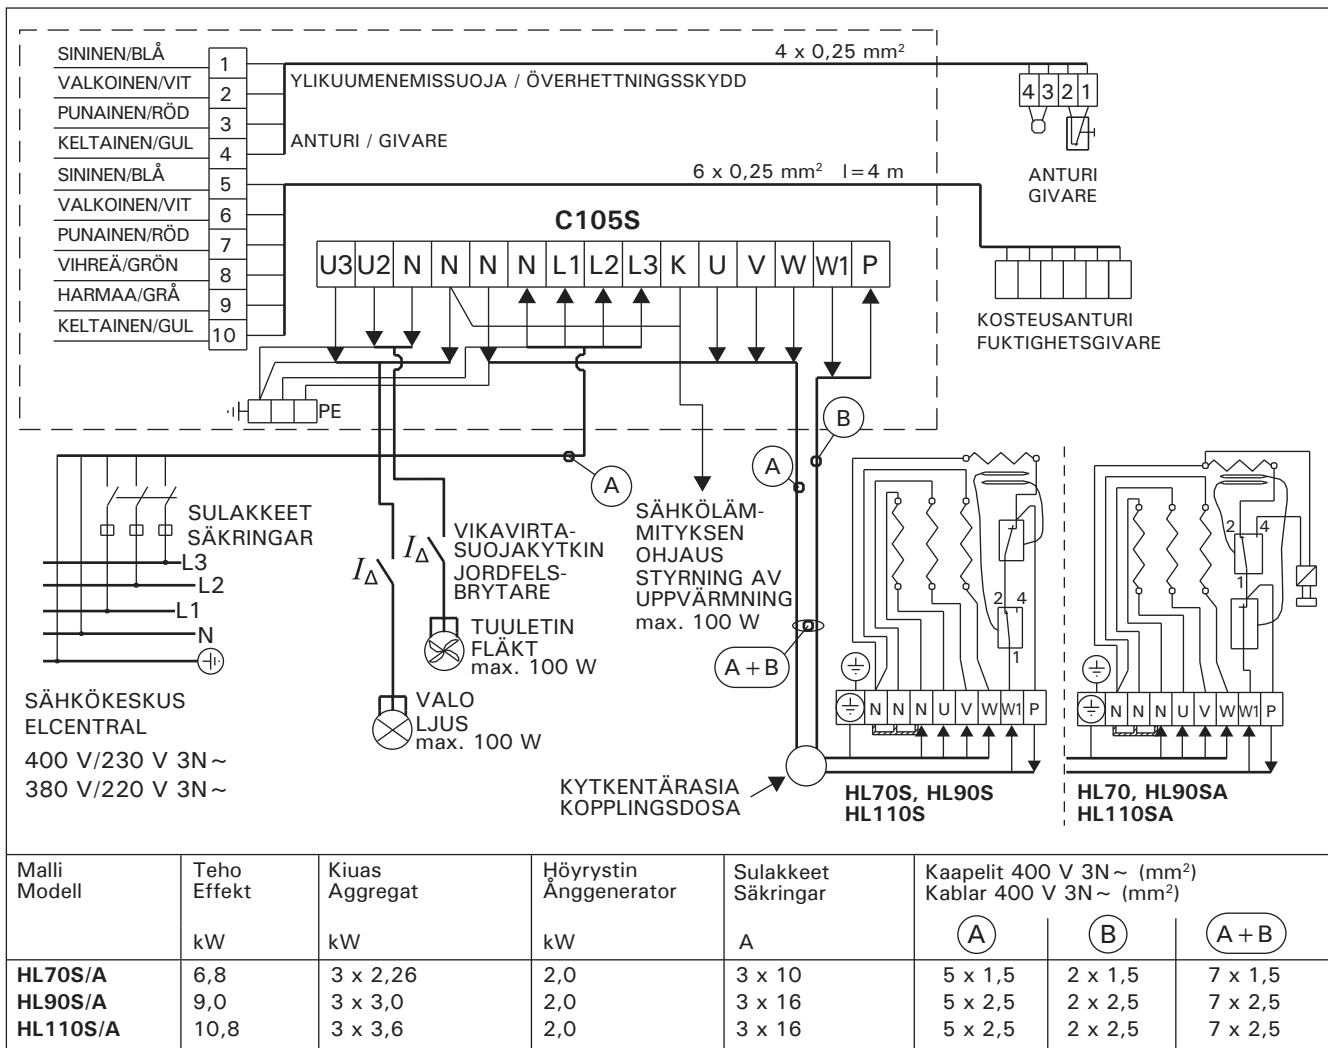 SININEN/BLÅ 1
VALKOINEN/VIT 2
PUNAINEN/RÖD 3
KELTAINEN/GUL 4
SININEN/BLÅ 5
VALKOINEN/VIT 6
PUNAINEN/RÖD 7
VIHREÄ/GRÖN 8
HARMAA/GRÅ 9
KELTAINEN/GUL 10
4 x 0,25 mm²
YLIKUUMENEMISSUOJA / ÖVERHETTNINGSSKYDD
ANTURI / GIVARE
6 x 0,25 mm² l=4 m
4 3 2 1
ANTURI
GIVARE
C105S
U3 U2 N N N N L1 L2 L3 K U V W W1 P
KOSTEUSANTURI
FUKTIGHETSGIVARE
PE
B
A
A
SULAKKEET
SÄKRINGAR
L3
L2
L1
N
SÄHKÖKESKUS
ELCENTRAL
400 V/230 V 3N~
380 V/220 V 3N~
IΔ
IΔ
VIKAVIRTA-
SUOJAKYTKIN
JORDFELS-
BRYTARE
TUULETIN
FLÄKT
max. 100 W
VALO
LJUS
max. 100 W
SÄHKÖLÄM-
MITYKSEN
OHJAUS
STYRNING AV
UPPVÄRMNING
max. 100 W
A+B
KYTKENTÄRASIA
KOPPLINGSDOSA
2 4
1
N N N U V W W1 P
HL70S, HL90S
HL110S
2 4
1
N N N U V W W1 P
HL70, HL90SA
HL110SA
Malli Teho Kiuas Höyrystin Sulakkeet Kaapelit 400 V 3N~ (mm²)
Modell Effekt Aggregat Ånggenerator Säkringar Kablar 400 V 3N~ (mm²)
kW kW kW A A B A+B
HL70S/A 6,8 3 x 2,26 2,0 3 x 10 5 x 1,5 2 x 1,5 7 x 1,5
HL90S/A 9,0 3 x 3,0 2,0 3 x 16 5 x 2,5 2 x 2,5 7 x 2,5
HL110S/A 10,8 3 x 3,6 2,0 3 x 16 5 x 2,5 2 x 2,5 7 x 2,5